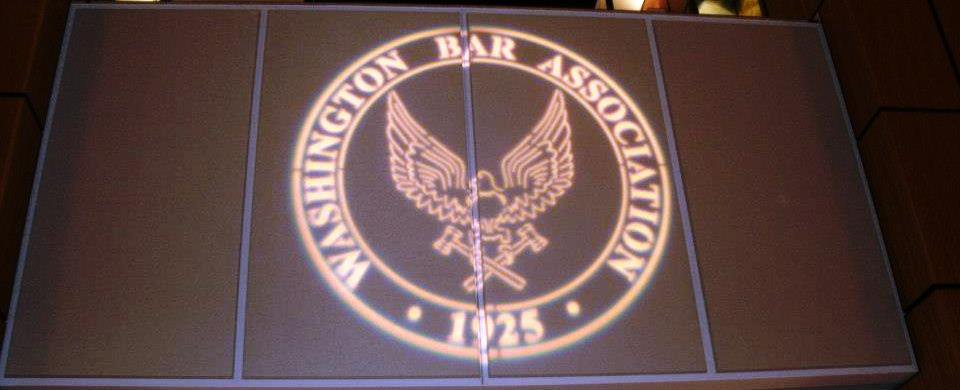 WASHINGTON BAR ASSOCIATION
• 1925 •